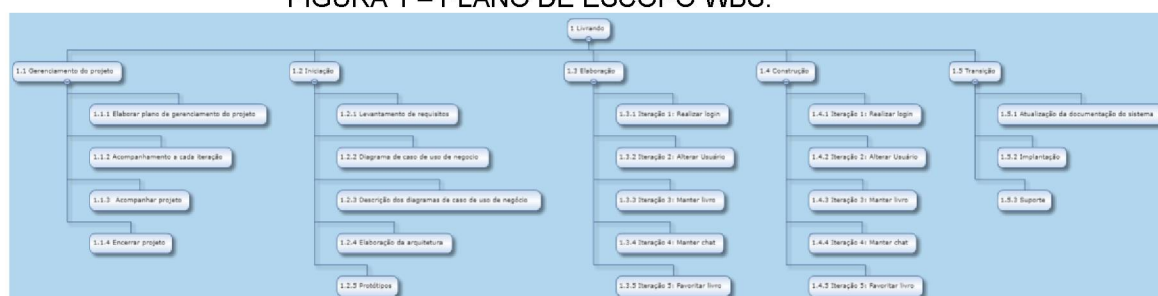 FIGURA 1 – PLANO DE ESCOPO WBS.
1 Livrando
1.1 Gerenciamento do projeto
1.1.1 Elaborar plano de gerenciamento do projeto
1.1.2 Acompanhamento a cada iteração
1.1.3 Acompanhar projeto
1.1.4 Encerrar projeto
1.2 Iniciação
1.2.1 Levantamento de requisitos
1.2.2 Diagrama de caso de uso de negocio
1.2.3 Descrição dos diagramas de caso de uso de negócio
1.2.4 Elaboração da arquitetura
1.2.5 Protótipos
1.3 Elaboração
1.3.1 Iteração 1: Realizar login
1.3.2 Iteração 2: Alterar Usuário
1.3.3 Iteração 3: Manter livro
1.3.4 Iteração 4: Manter chat
1.3.5 Iteração 5: Favoritar livro
1.4 Construção
1.4.1 Iteração 1: Realizar login
1.4.2 Iteração 2: Alterar Usuário
1.4.3 Iteração 3: Manter livro
1.4.4 Iteração 4: Manter chat
1.4.5 Iteração 5: Favoritar livro
1.5 Transição
1.5.1 Atualização da documentação do sistema
1.5.2 Implantação
1.5.3 Suporte